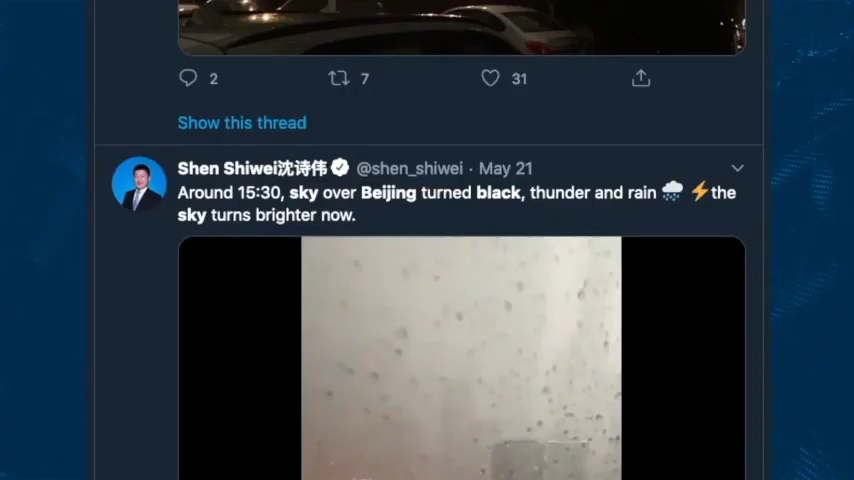 2 7 31
Show this thread
Shen Shiwei沈诗伟 @shen_shiwei · May 21
Around 15:30, sky over Beijing turned black, thunder and rain 🌧️ ⚡the
sky turns brighter now.